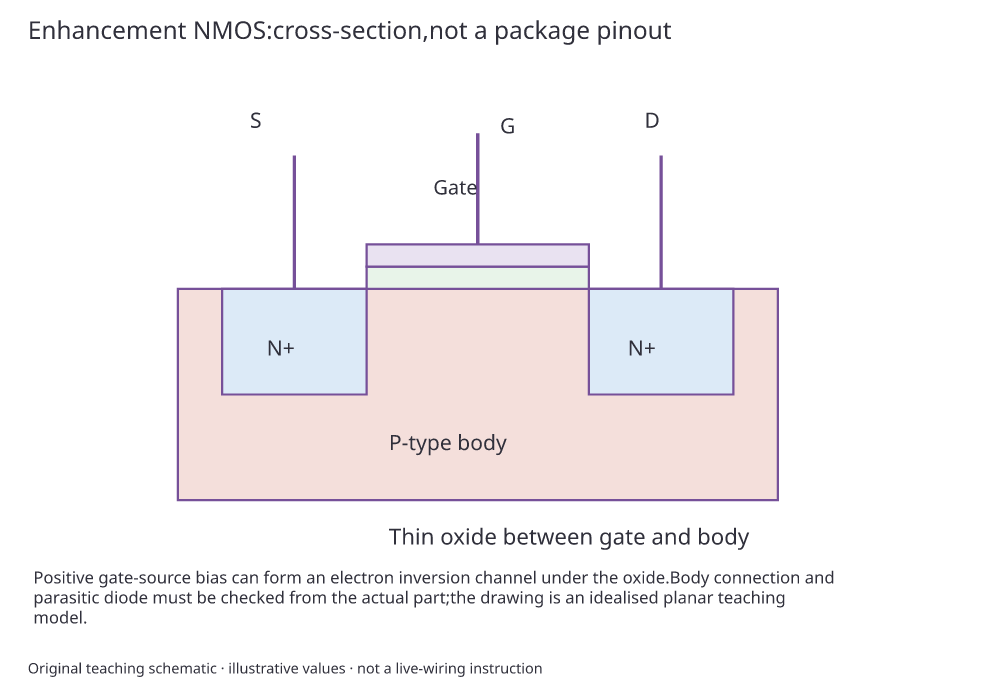 Enhancement NMOS:cross-section,not a package pinout
S
G
D
Gate
N+
N+
P-type body
Thin oxide between gate and body
Positive gate-source bias can form an electron inversion channel under the oxide.Body connection and
parasitic diode must be checked from the actual part;the drawing is an idealised planar teaching
model.
Original teaching schematic · illustrative values · not a live-wiring instruction